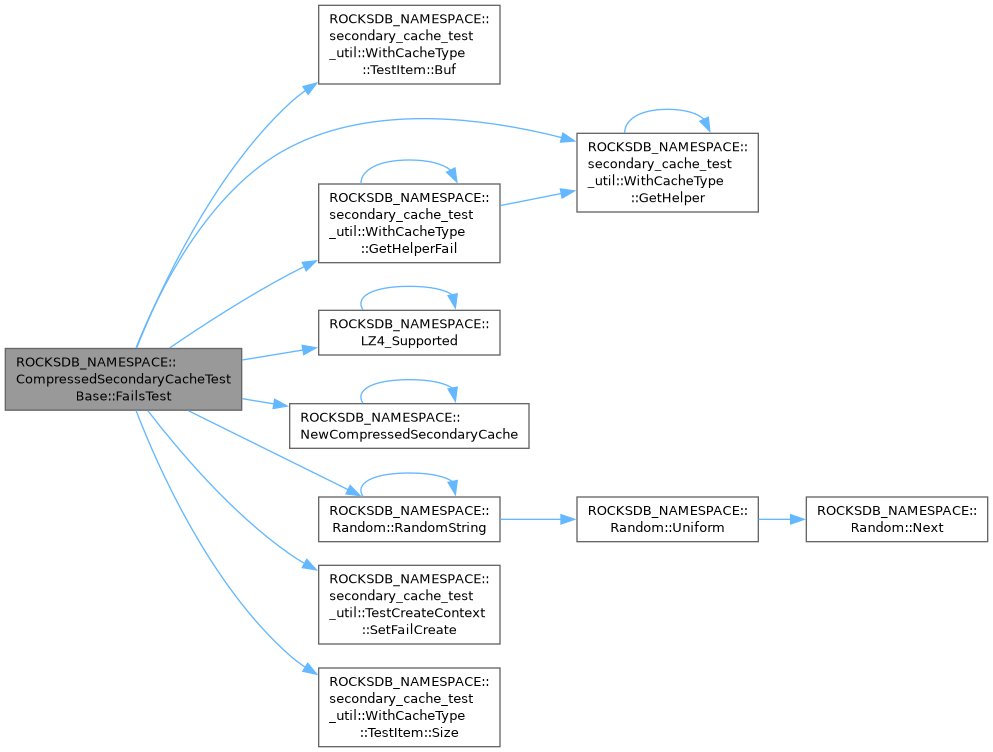 ROCKSDB_NAMESPACE::
CompressedSecondaryCacheTest
Base::FailsTest
ROCKSDB_NAMESPACE::
secondary_cache_test
_util::WithCacheType
::TestItem::Buf
ROCKSDB_NAMESPACE::
secondary_cache_test
_util::WithCacheType
::GetHelper
ROCKSDB_NAMESPACE::
secondary_cache_test
_util::WithCacheType
::GetHelperFail
ROCKSDB_NAMESPACE::
LZ4_Supported
ROCKSDB_NAMESPACE::
NewCompressedSecondaryCache
ROCKSDB_NAMESPACE::
Random::RandomString
ROCKSDB_NAMESPACE::
Random::Uniform
ROCKSDB_NAMESPACE::
Random::Next
ROCKSDB_NAMESPACE::
secondary_cache_test
_util::TestCreateContext
::SetFailCreate
ROCKSDB_NAMESPACE::
secondary_cache_test
_util::WithCacheType
::TestItem::Size